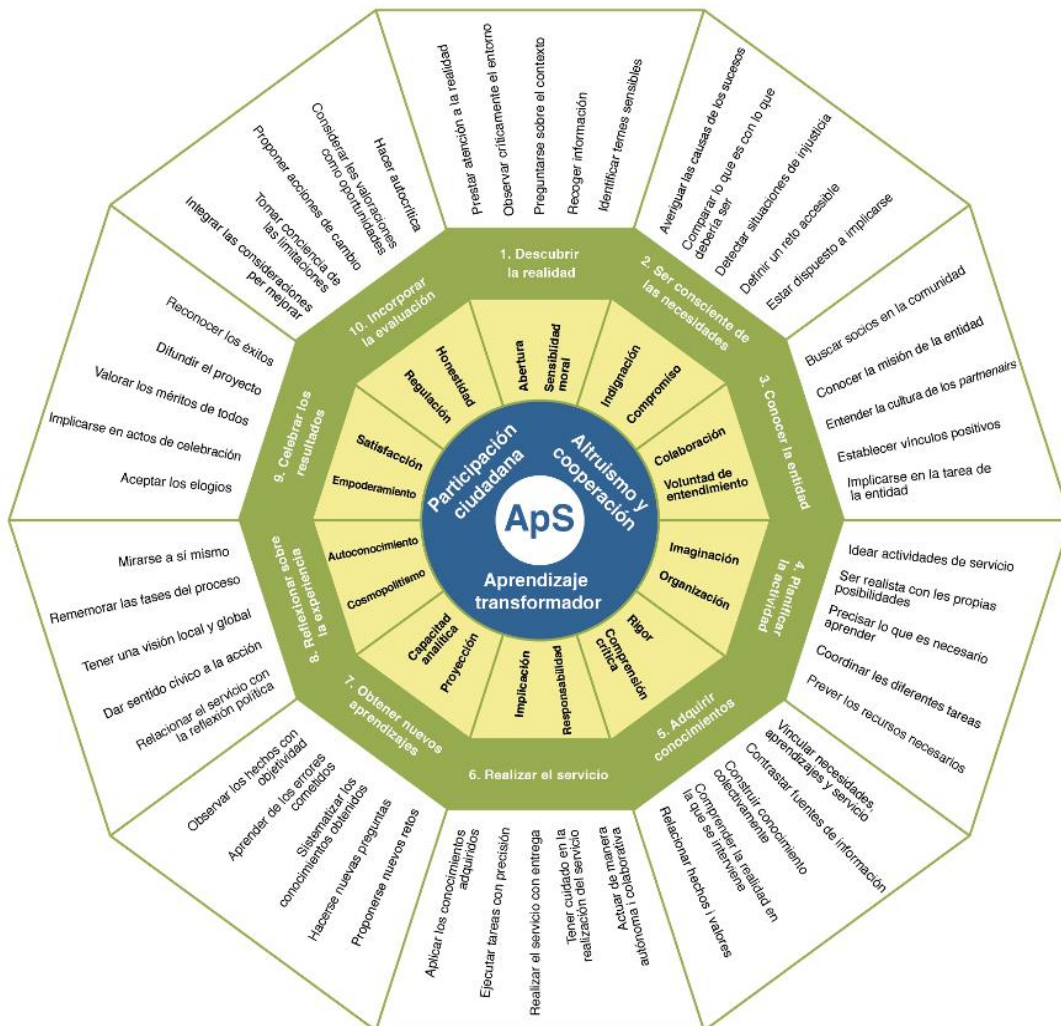 Prestar atención a la realidad
Observar críticamente el entorno
Preguntarse sobre el contexto
Recoger información
Identificar temes sensibles
Averiguar las causas de los sucesos
Comparar lo que es con lo que
debería ser
Detectar situaciones de injusticia
Definir un reto accesible
Estar dispuesto a implicarse
Buscar socios en la comunidad
Conocer la misión de la entidad
Entender la cultura de los partnenairs
Establecer vínculos positivos
Implicarse en la tarea de
la entidad
Idear actividades de servicio
Ser realista con les propias
posibilidades
Precisar lo que es necesario
aprender
Coordinar les diferentes tareas
Prever los recursos necesarios
Vincular necesidades,
aprendizajes y servicio
Contrastar fuentes de información
Construir conocimiento
colectivamente
Comprender la realidad en
la que se interviene
Relacionar hechos i valores
Aplicar los conocimientos
adquiridos
Ejecutar tareas con precisión
Realizar el servicio con entrega
Tener cuidado en la
realización del servicio
Actuar de manera
autónoma i colaborativa
Observar los hechos con
objetividad
Aprender de los errores
cometidos
Sistematizar los
conocimientos obtenidos
Hacerse nuevas preguntas
Proponerse nuevos retos
Mirarse a sí mismo
Rememorar las fases del proceso
Tener una visión local y global
Dar sentido cívico a la acción
Relacionar el servicio con
la reflexión política
Reconocer los éxitos
Difundir el proyecto
Valorar los méritos de todos
Implicarse en actos de celebración
Aceptar los elogios
Integrar las consideraciones
per mejorar
Tomar conciencia de
las limitaciones
Proponer acciones de cambio
Considerar les valoraciones
como oportunidades
Hacer autocrítica
1. Descubrir
la realidad
2. Ser consciente de
las necesidades
3. Conocer la entidad
4. Planificar
la actividad
5. Adquirir
conocimientos
6. Realizar el servicio
7. Obtener nuevos
aprendizajes
8. Reflexionar sobre
la experiencia
9. Celebrar los
resultados
10. Incorporar
la evaluación
Abertura
Sensiblidad
moral
Indignación
Compromíso
Colaboración
Voluntad de
entendimiento
Imaginación
Organización
Rigor
Comprensión
crítica
Implicación
Responsabilidad
Capacitad
analítica
Proyección
Autoconocimiento
Cosmopolitismo
Satisfacción
Empoderamiento
Regulación
Honestidad
Participación
ciudadana
Altruismo y
cooperación
ApS
Aprendizaje
transformador